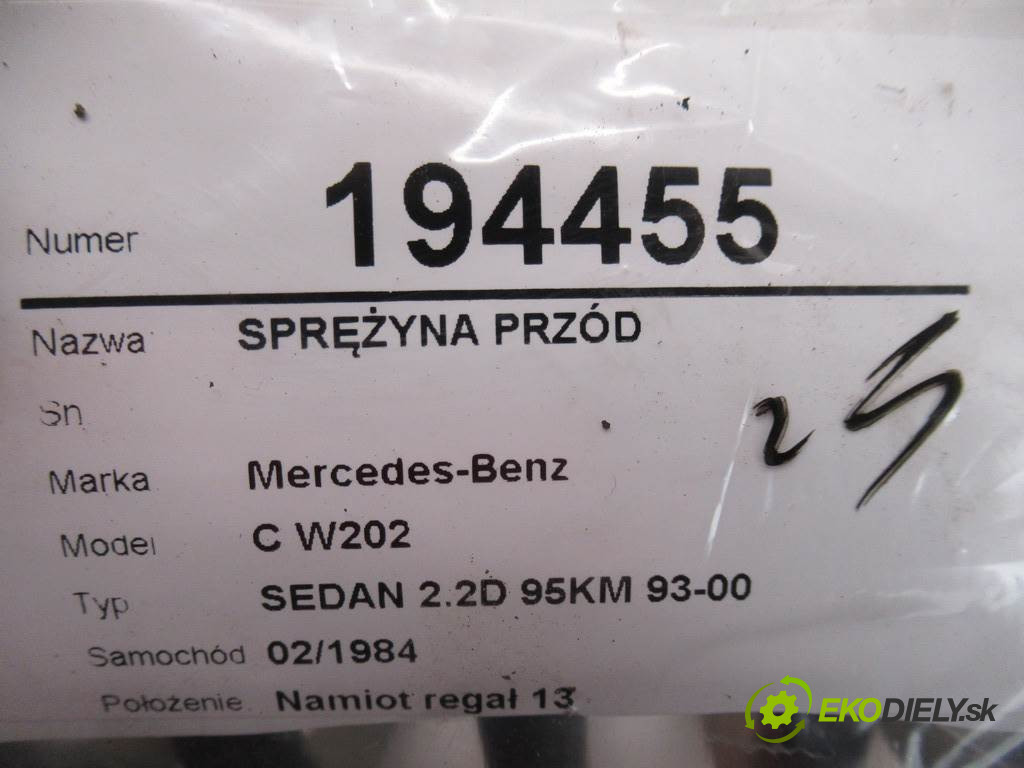 Numer 194455
Nazwa SPRĘŻYNA PRZÓD
Sn
Marka Mercedes-Benz
Model C W202
Typ SEDAN 2.2D 95KM 93-00
Samochód 02/1984
Położenie Namiot regał 13
EKODIELY.sk